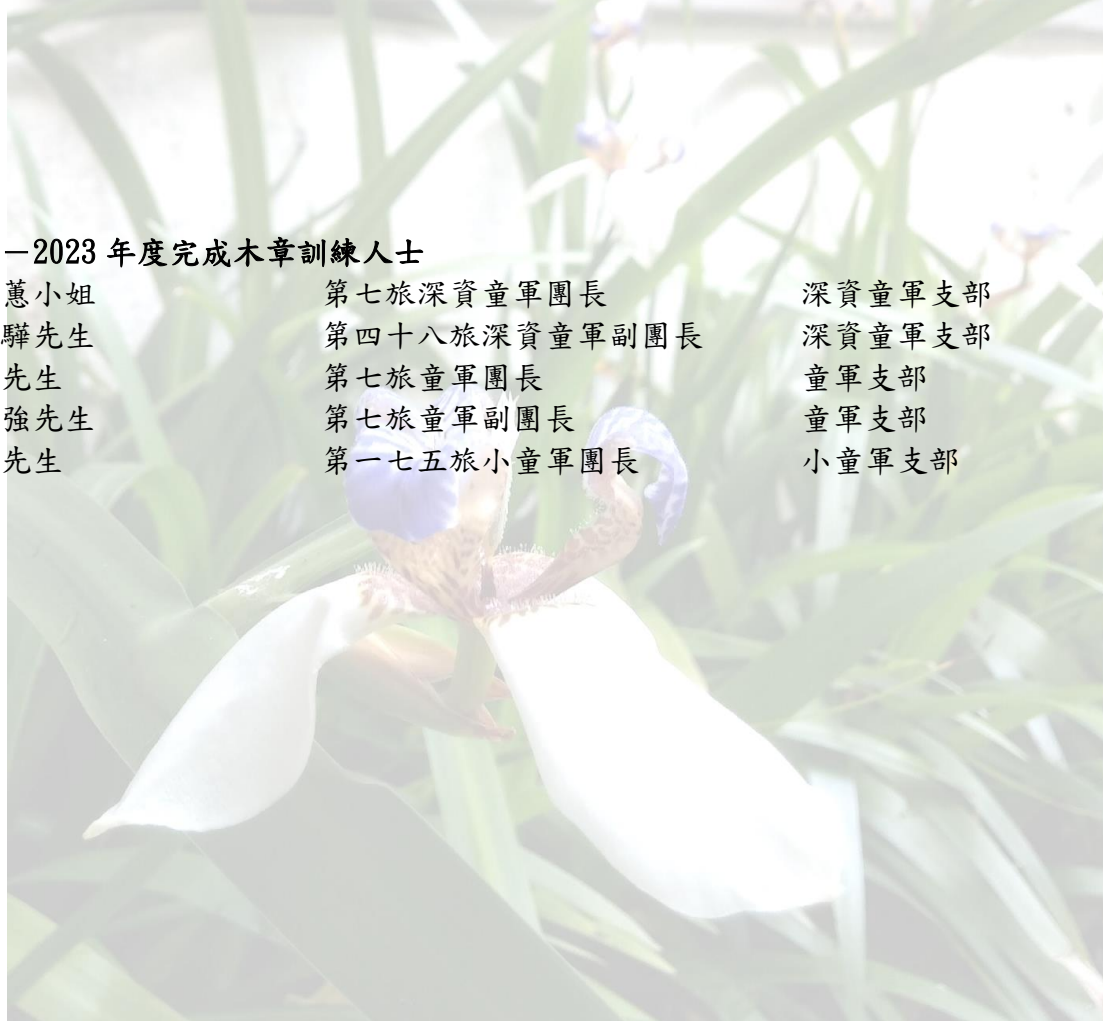 －2023 年度完成木章訓練人士
蕙小姐 第七旅深資童軍團長 深資童軍支部
驊先生 第四十八旅深資童軍副團長 深資童軍支部
先生 第七旅童軍團長 童軍支部
強先生 第七旅童軍副團長 童軍支部
先生 第一七五旅小童軍團長 小童軍支部